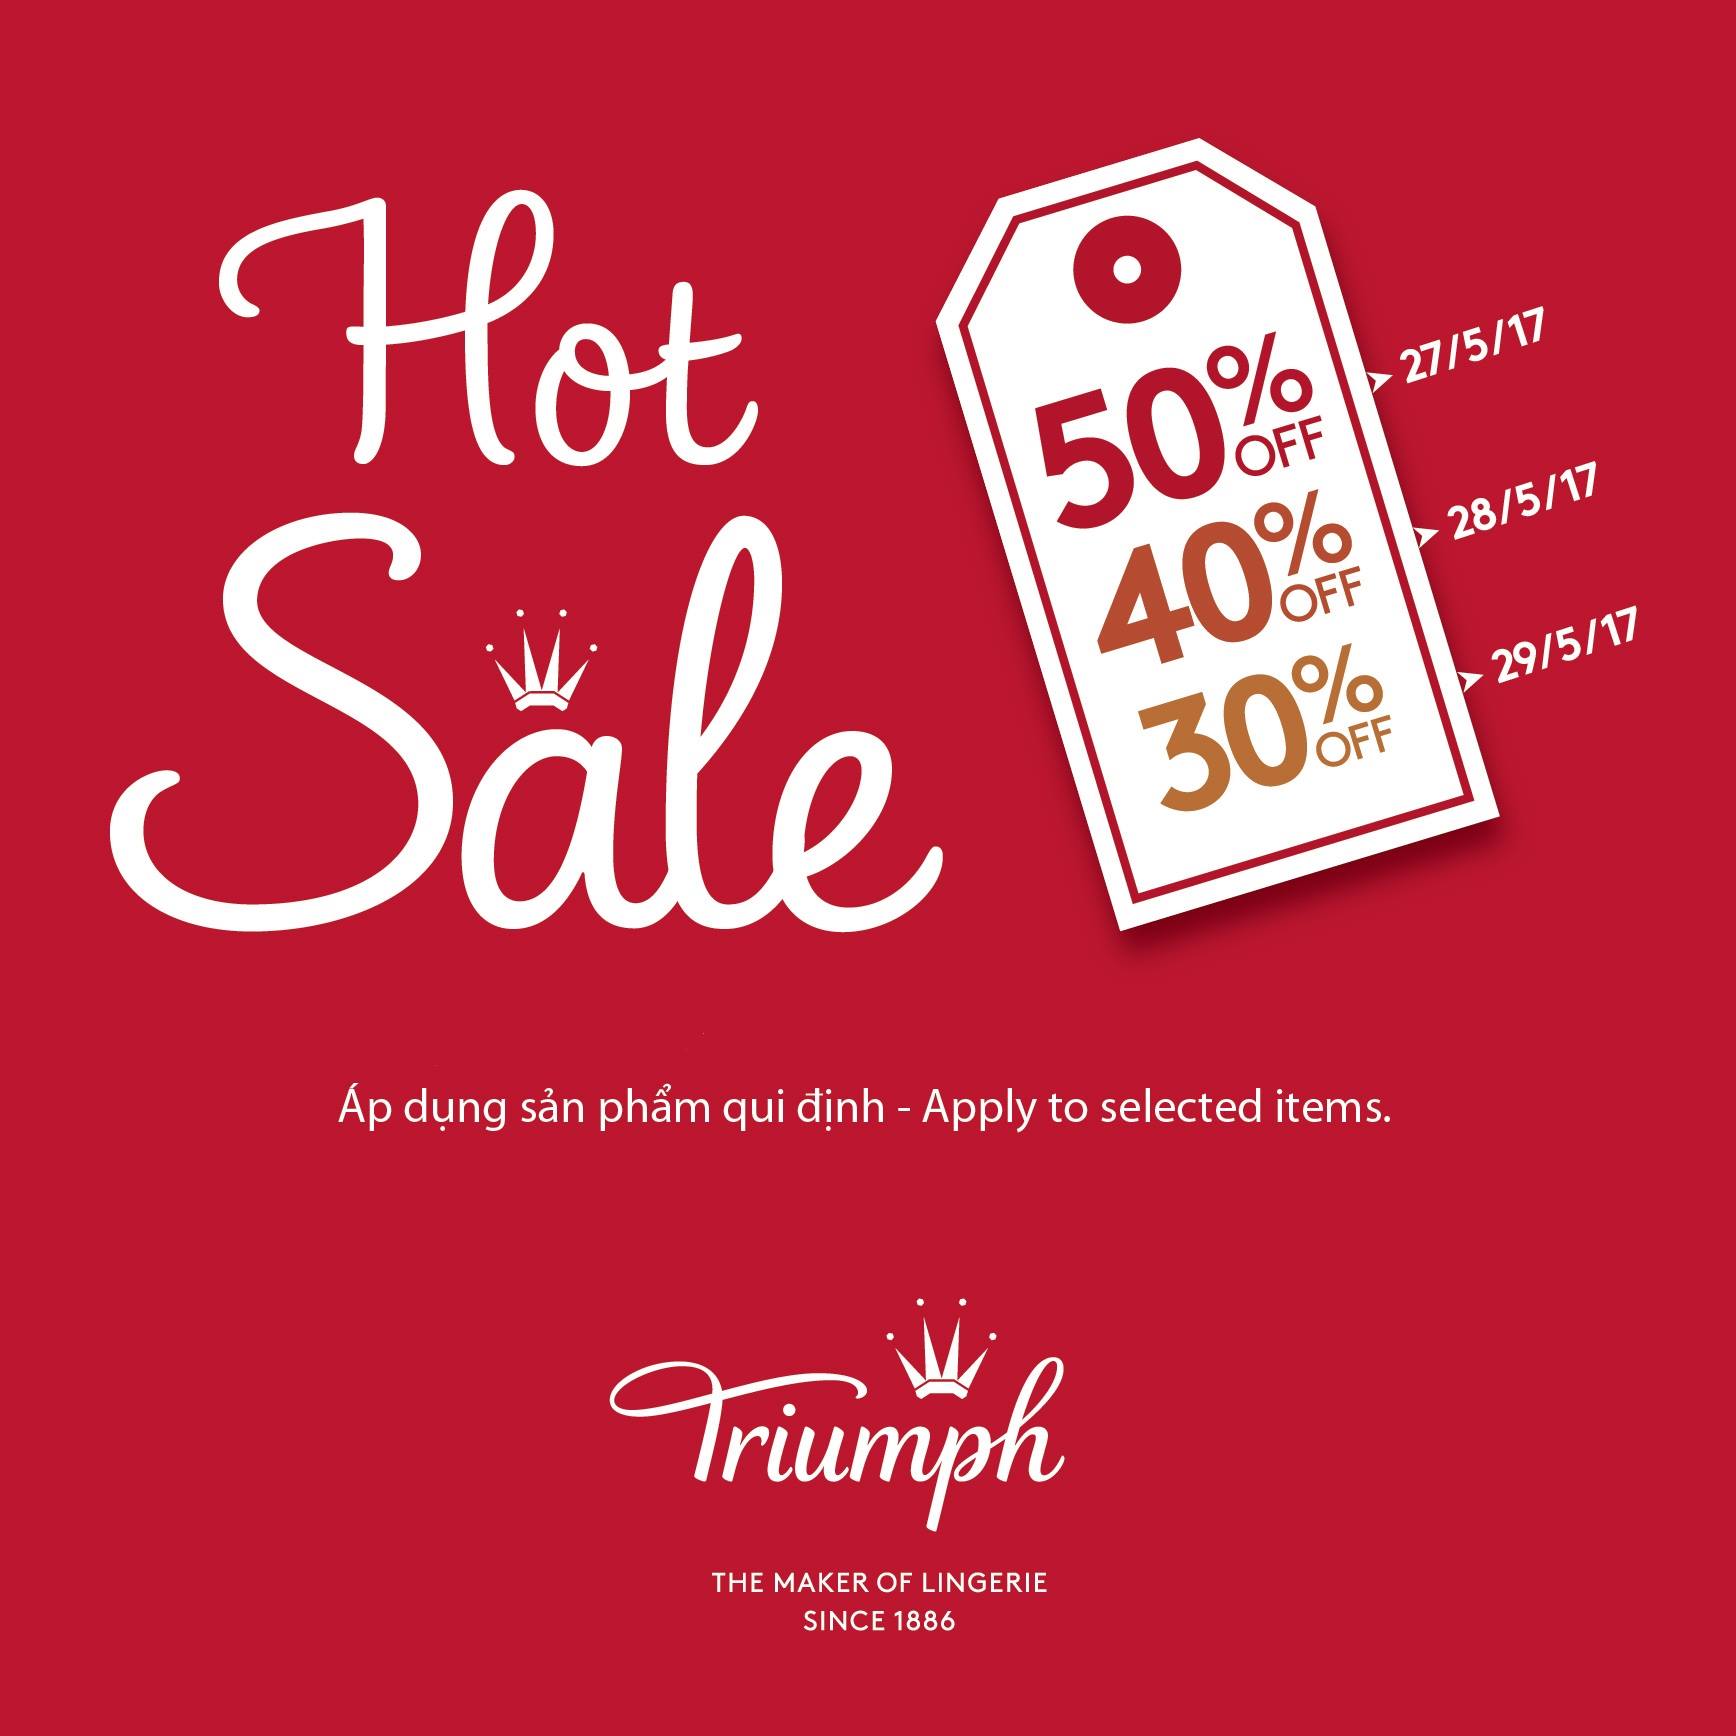 Hot
Sale
50% OFF
27/5/17
40% OFF
28/5/17
30% OFF
29/5/17
Áp dụng sản phẩm qui định - Apply to selected items.
Triumph
THE MAKER OF LINGERIE
SINCE 1886